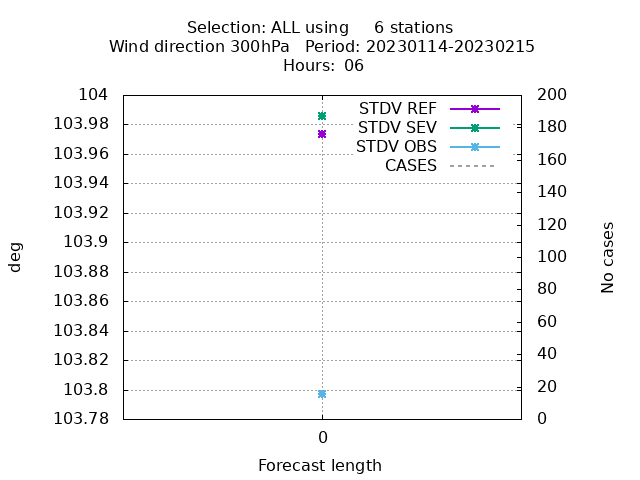 Selection: ALL using     6 stations
Wind direction 300hPa   Period: 20230114-20230215
Hours:  06
104
103.98
103.96
103.94
103.92
103.9
103.88
103.86
103.84
103.82
103.8
103.78
deg
STDV REF
STDV SEV
STDV OBS
CASES
200
180
160
140
120
100
80
60
40
20
0
No cases
0
Forecast length